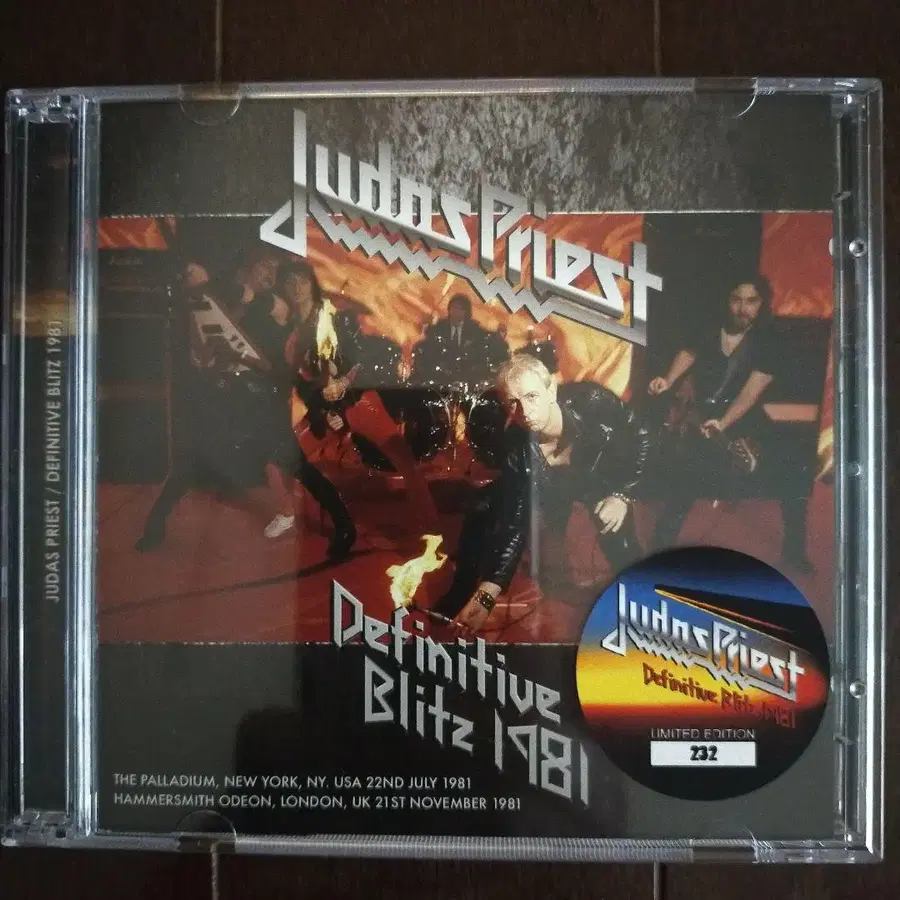 JUDAS PRIEST / DEFINITIVE BLITZ 1981
Judas Priest
Definitive
Blitz 1981
THE PALLADIUM, NEW YORK, NY. USA 22ND JULY 1981
HAMMERSMITH ODEON, LONDON, UK 21ST NOVEMBER 1981
Judas Priest
Definitive Blitz 1981
LIMITED EDITION
232